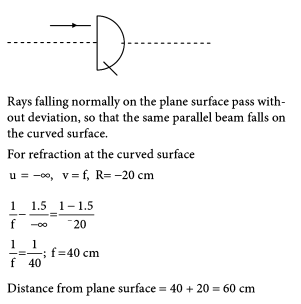 Rays falling normally on the plane surface pass with-
out deviation, so that the same parallel beam falls on
the curved surface.
For refraction at the curved surface
u = −∞, v = f, R= −20 cm
1/f − 1.5/−∞ = 1 − 1.5/⁻20
1/f = 1/40; f = 40 cm
Distance from plane surface = 40 + 20 = 60 cm